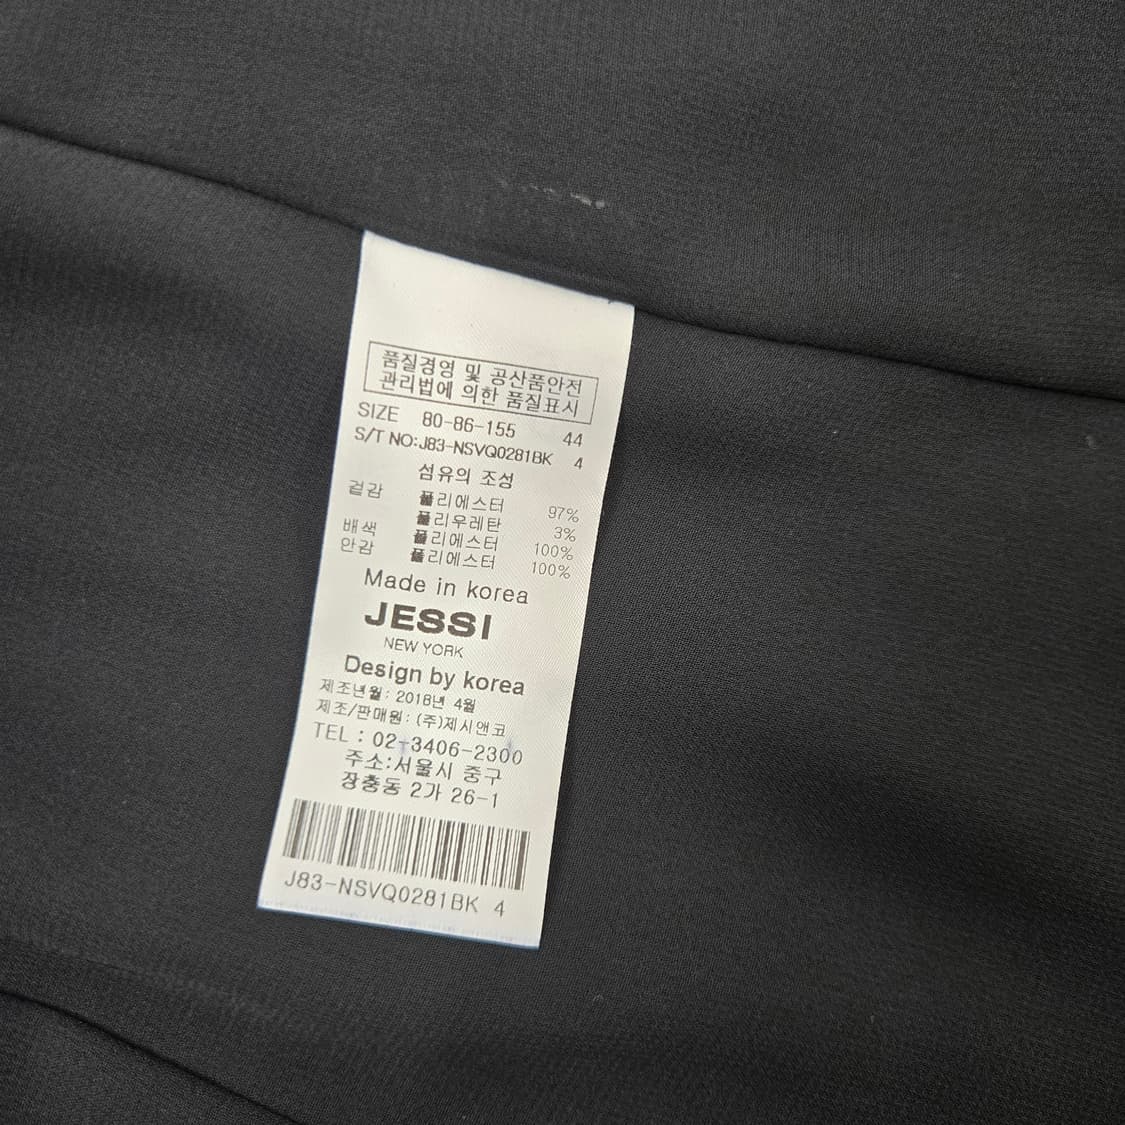 품질경영 및 공산품안전
관리법에 의한 품질표시
SIZE 80-86-155 44
S/T NO:J83-NSVQ0281BK 4
섬유의 조성
겉감 폴리에스터 97%
폴리우레탄 3%
배색 폴리에스터 100%
안감 폴리에스터 100%
Made in korea
JESSI
NEW YORK
Design by korea
제조년월: 2018년 4월
제조/판매원: (주)제시앤코
TEL : 02-3406-2300
주소:서울시 중구
장충동 2가 26-1
J83-NSVQ0281BK 4